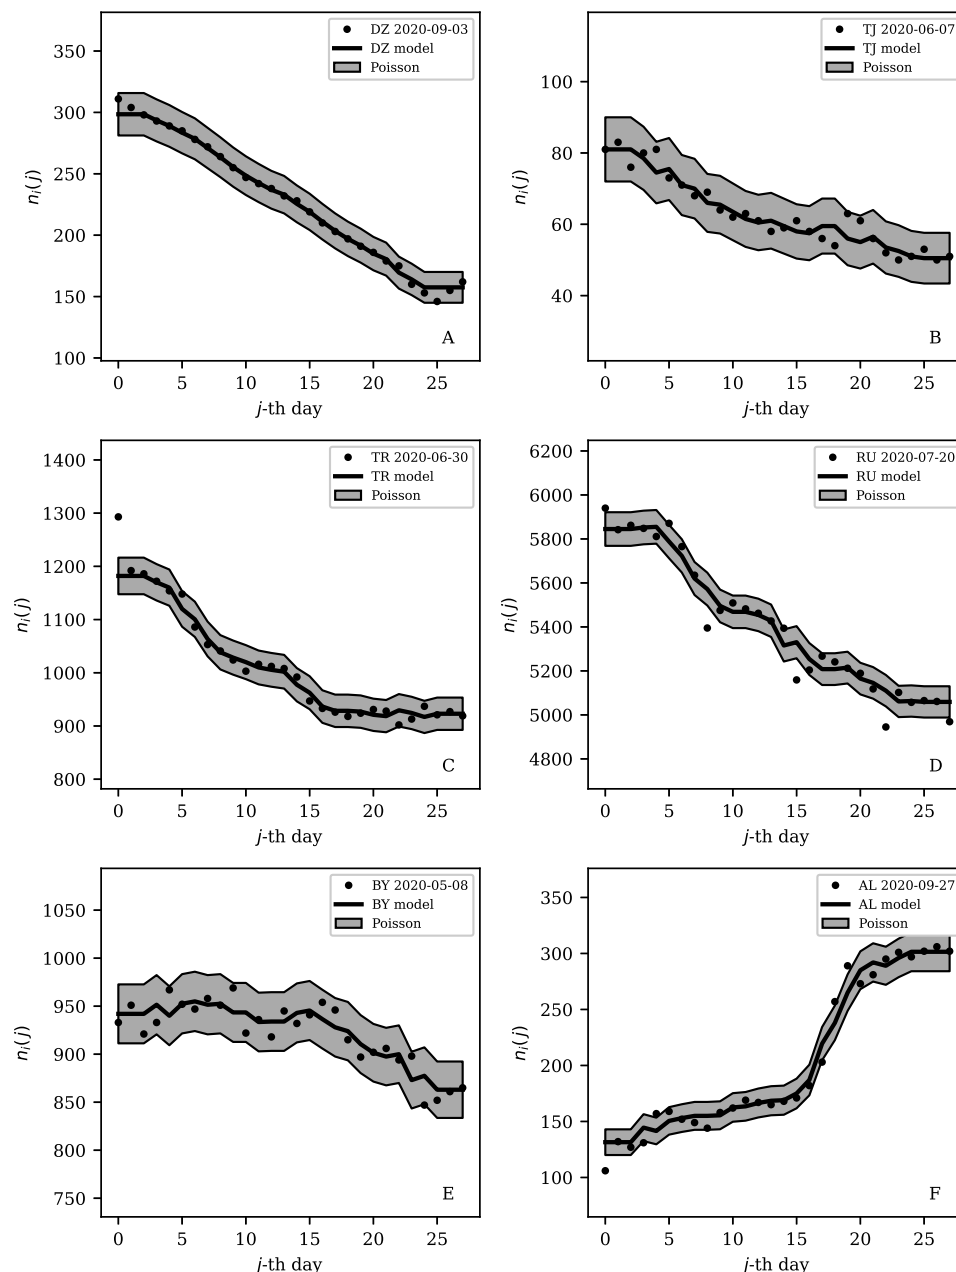 DZ 2020-09-03
DZ model
Poisson
350
300
250
200
150
100
n_i(j)
A
0 5 10 15 20 25
j-th day
TJ 2020-06-07
TJ model
Poisson
100
80
60
40
n_i(j)
B
0 5 10 15 20 25
j-th day
TR 2020-06-30
TR model
Poisson
1400
1300
1200
1100
1000
900
800
n_i(j)
C
0 5 10 15 20 25
j-th day
RU 2020-07-20
RU model
Poisson
6200
6000
5800
5600
5400
5200
5000
4800
n_i(j)
D
0 5 10 15 20 25
j-th day
BY 2020-05-08
BY model
Poisson
1050
1000
950
900
850
800
750
n_i(j)
E
0 5 10 15 20 25
j-th day
AL 2020-09-27
AL model
Poisson
350
300
250
200
150
100
n_i(j)
F
0 5 10 15 20 25
j-th day